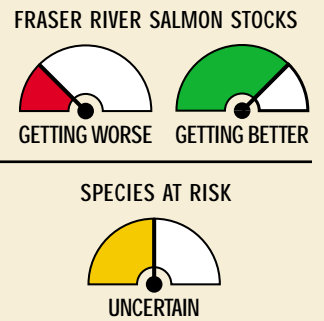 FRASER RIVER SALMON STOCKS
GETTING WORSE
GETTING BETTER
SPECIES AT RISK
UNCERTAIN